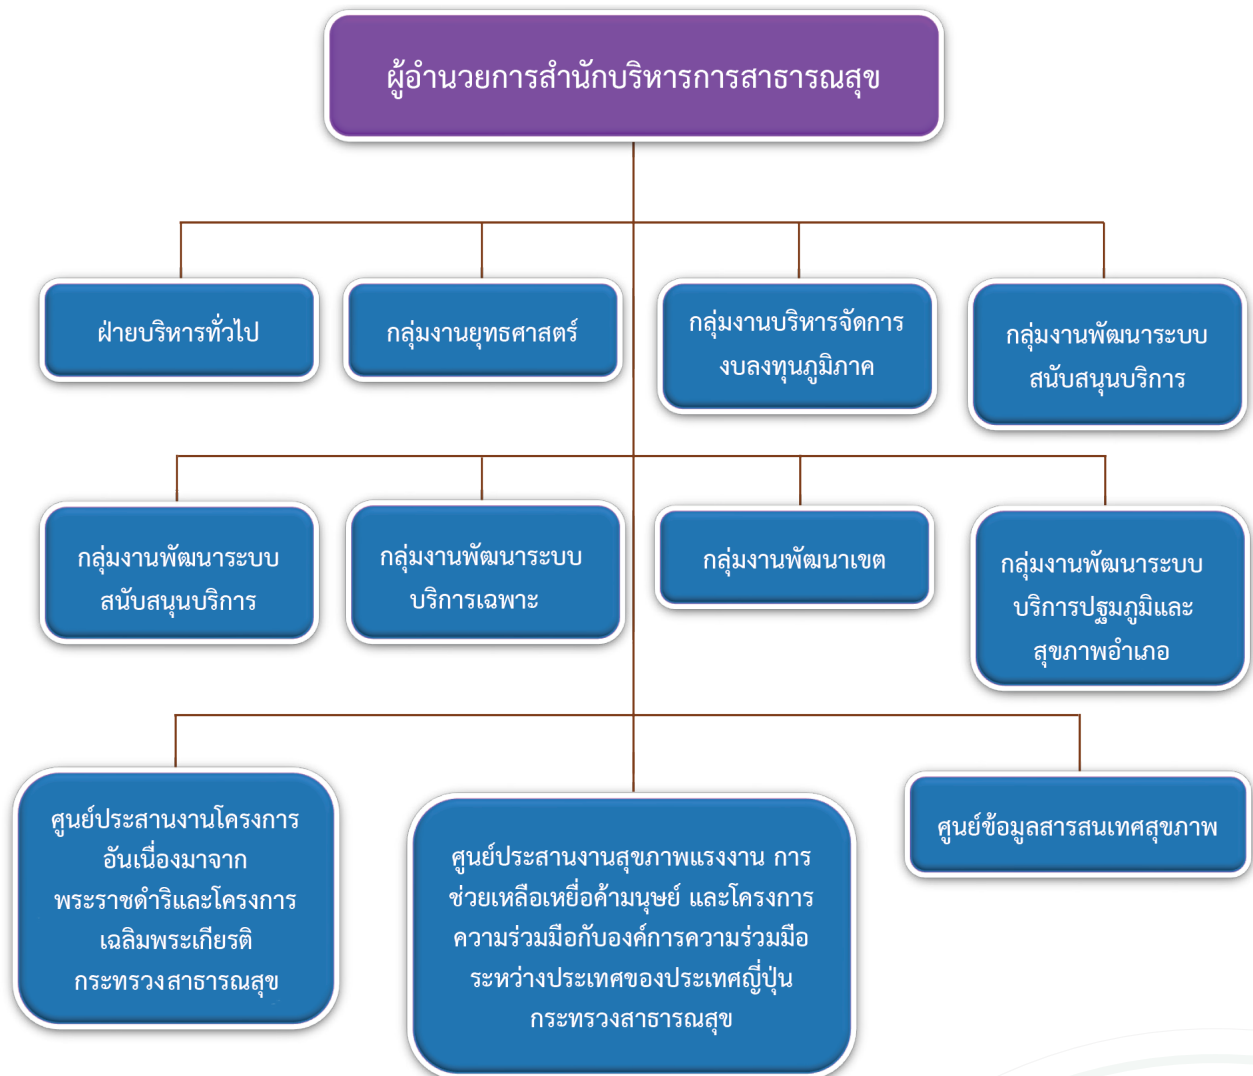 ผู้อำนวยการสำนักบริหารการสาธารณสุข
ฝ่ายบริหารทั่วไป
กลุ่มงานยุทธศาสตร์
กลุ่มงานบริหารจัดการ
งบลงทุนภูมิภาค
กลุ่มงานพัฒนาระบบ
สนับสนุนบริการ
กลุ่มงานพัฒนาระบบ
สนับสนุนบริการ
กลุ่มงานพัฒนาระบบ
บริการเฉพาะ
กลุ่มงานพัฒนาเขต
กลุ่มงานพัฒนาระบบ
บริการปฐมภูมิและ
สุขภาพอำเภอ
ศูนย์ประสานงานโครงการ
อันเนื่องมาจาก
พระราชดำริและโครงการ
เฉลิมพระเกียรติ
กระทรวงสาธารณสุข
ศูนย์ประสานงานสุขภาพแรงงาน การ
ช่วยเหลือเหยื่อค้ามนุษย์ และโครงการ
ความร่วมมือกับองค์การความร่วมมือ
ระหว่างประเทศของประเทศญี่ปุ่น
กระทรวงสาธารณสุข
ศูนย์ข้อมูลสารสนเทศสุขภาพ